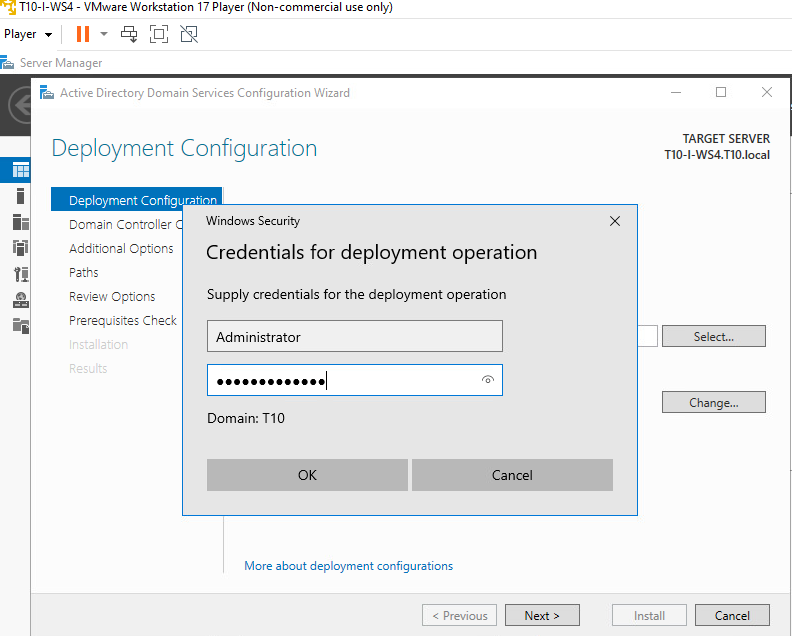 T10-I-WS4 - VMware Workstation 17 Player (Non-commercial use only)
Player
Server Manager
Active Directory Domain Services Configuration Wizard
Deployment Configuration
TARGET SERVER
T10-I-WS4.T10.local
Deployment Configuration
Domain Controller
Additional Options
Paths
Review Options
Prerequisites Check
Installation
Results
Windows Security
Credentials for deployment operation
Supply credentials for the deployment operation
Administrator
Domain: T10
OK
Cancel
Select...
Change...
More about deployment configurations
< Previous
Next >
Install
Cancel